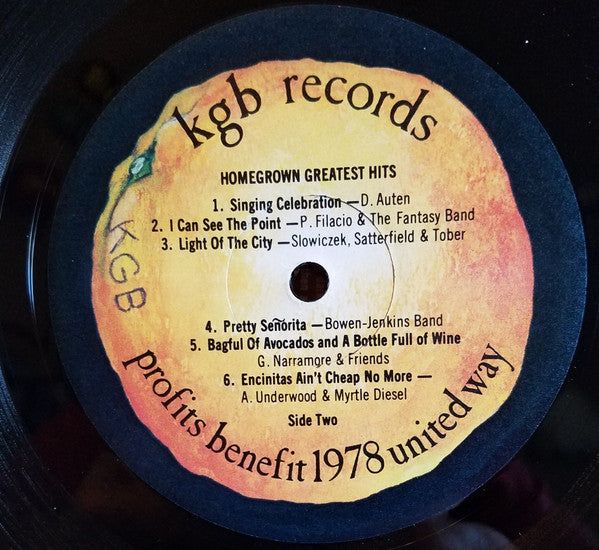 kgb records
KGB
HOMEGROWN GREATEST HITS
1. Singing Celebration — D. Auten
2. I Can See The Point — P. Filacio & The Fantasy Band
3. Light Of The City — Slowiczek, Satterfield & Tober
4. Pretty Señorita — Bowen-Jenkins Band
5. Bagful Of Avocados and A Bottle Full of Wine
G. Narramore & Friends
6. Encinitas Ain't Cheap No More —
A. Underwood & Myrtle Diesel
Side Two
profits benefit 1978 united way